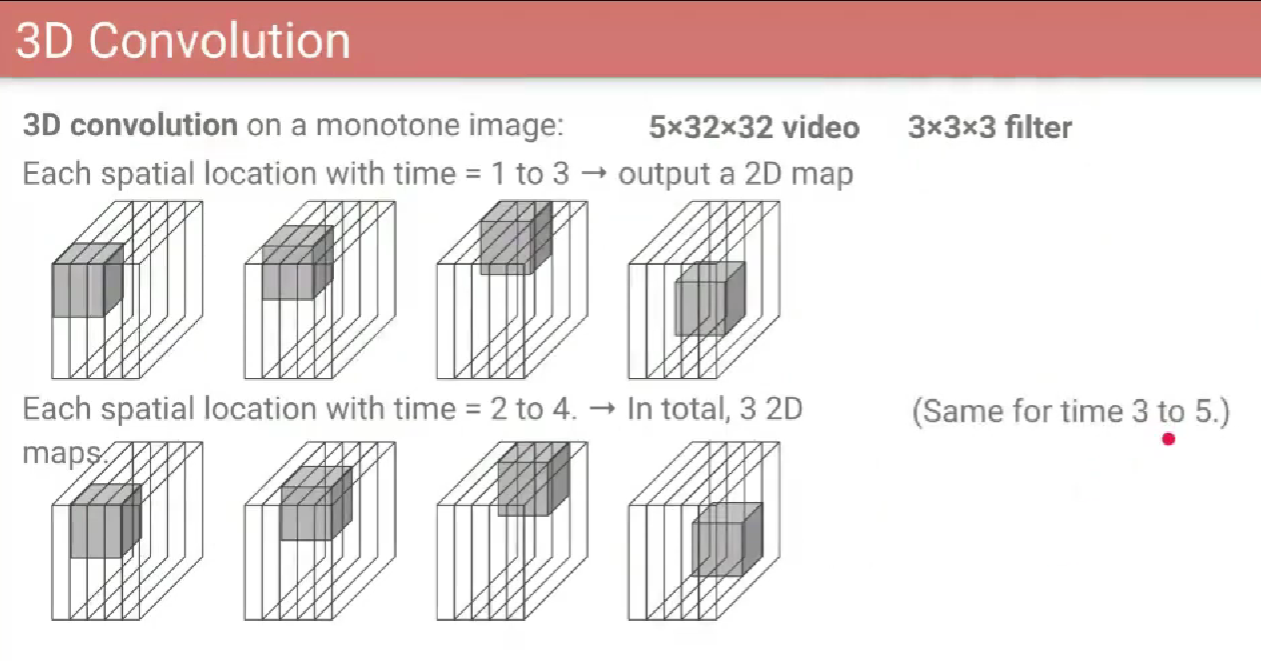 3D Convolution
3D convolution on a monotone image: 5×32×32 video 3×3×3 filter
Each spatial location with time = 1 to 3 → output a 2D map
Each spatial location with time = 2 to 4. → In total, 3 2D (Same for time 3 to 5.)
maps.